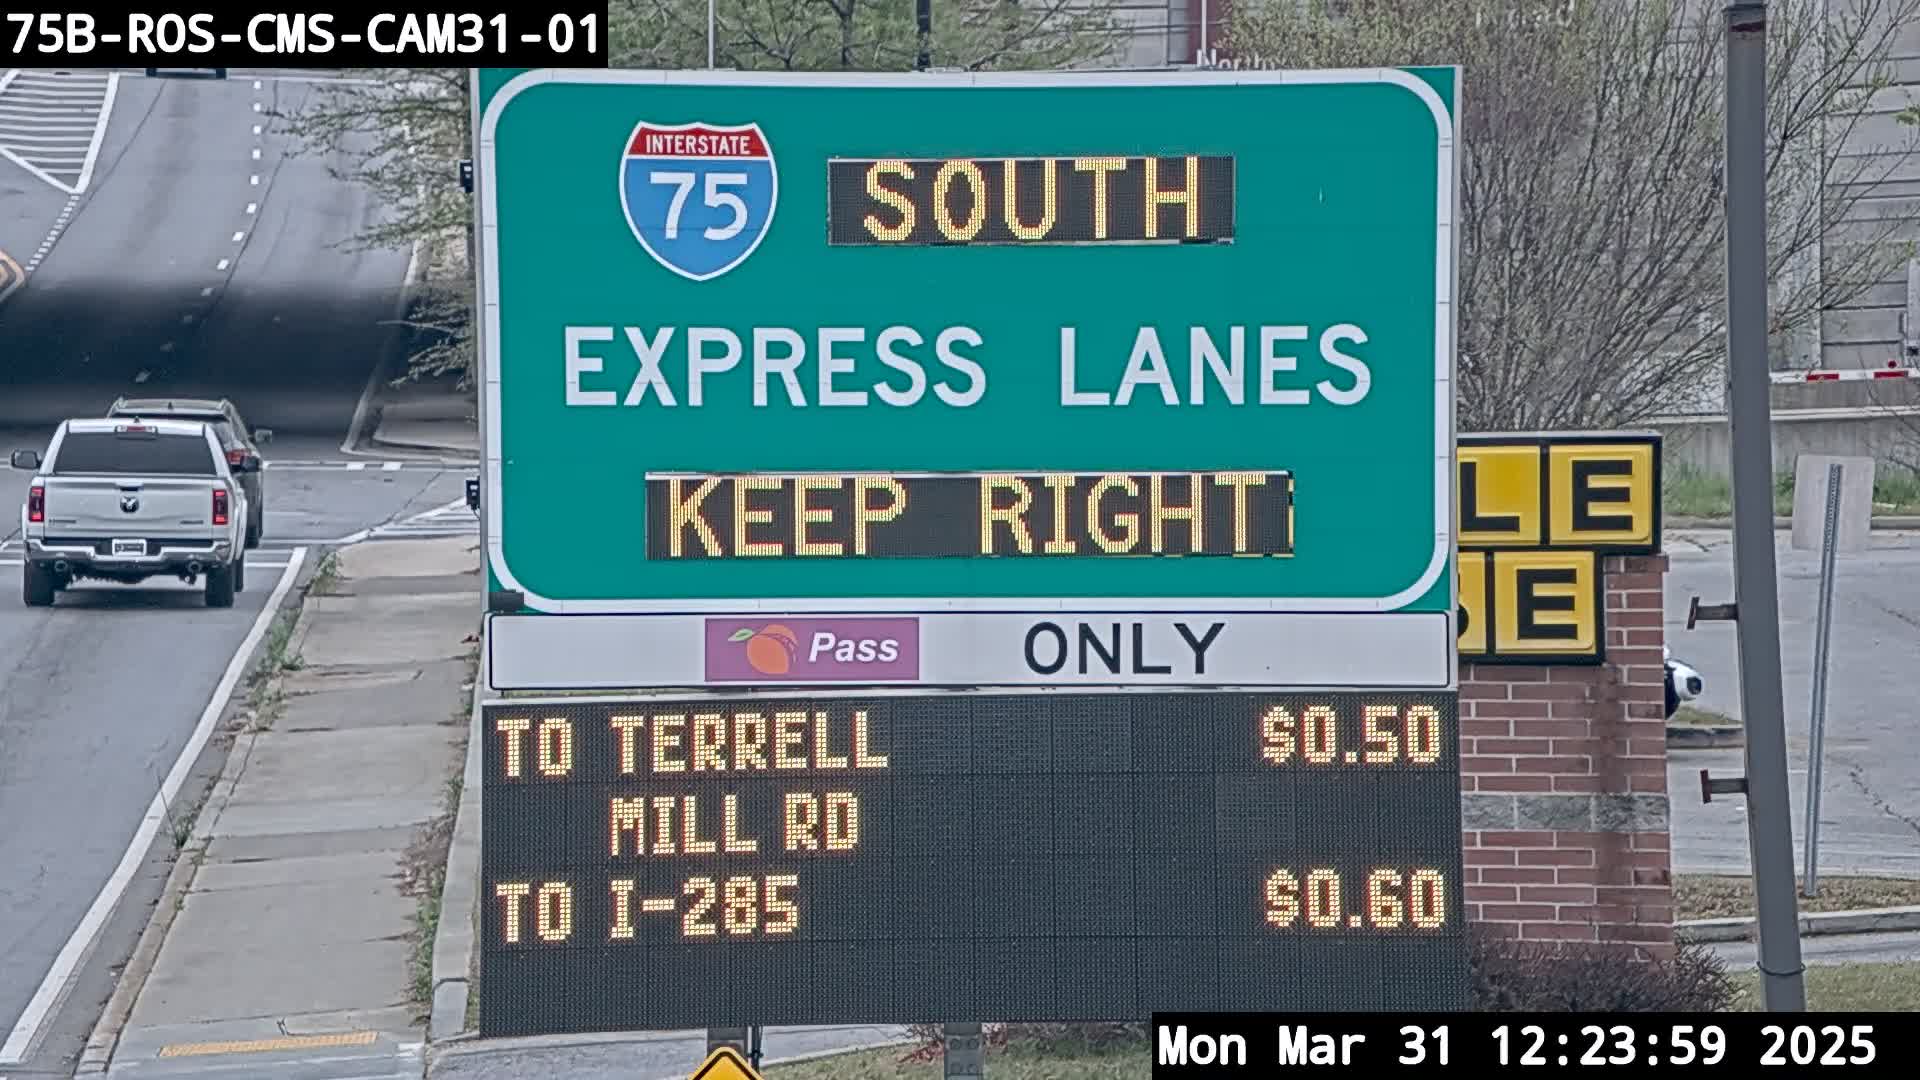 75B-ROS-CMS-CAM31-01
INTERSTATE
75
SOUTH
EXPRESS LANES
KEEP RIGHT
Pass ONLY
TO TERRELL $0.50
MILL RD
TO I-285 $0.60
LE
E
Mon Mar 31 12:23:59 2025